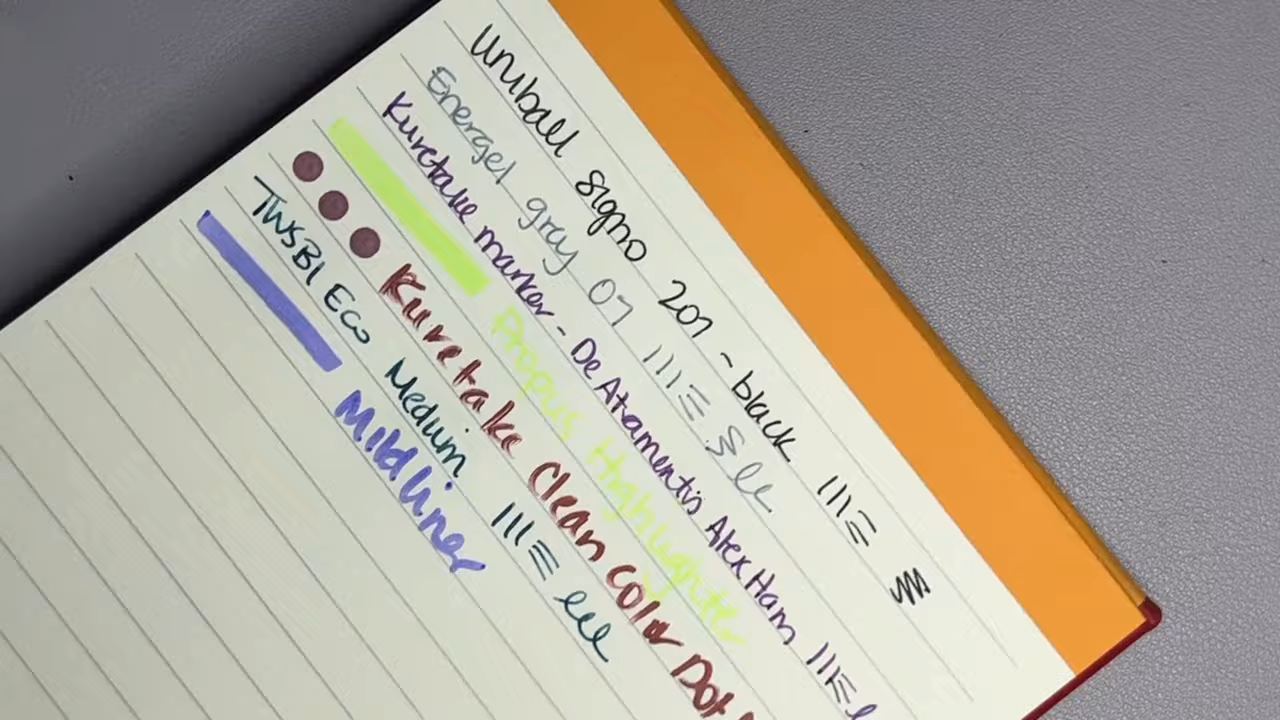 Uniball Signo 207 - black
Energel gray 07
Kuretake marker - De Atramentis Alex Ham
Propus Highlighter
Kuretake Clean Color Dot
TWSBI Eco Medium
Mildliner